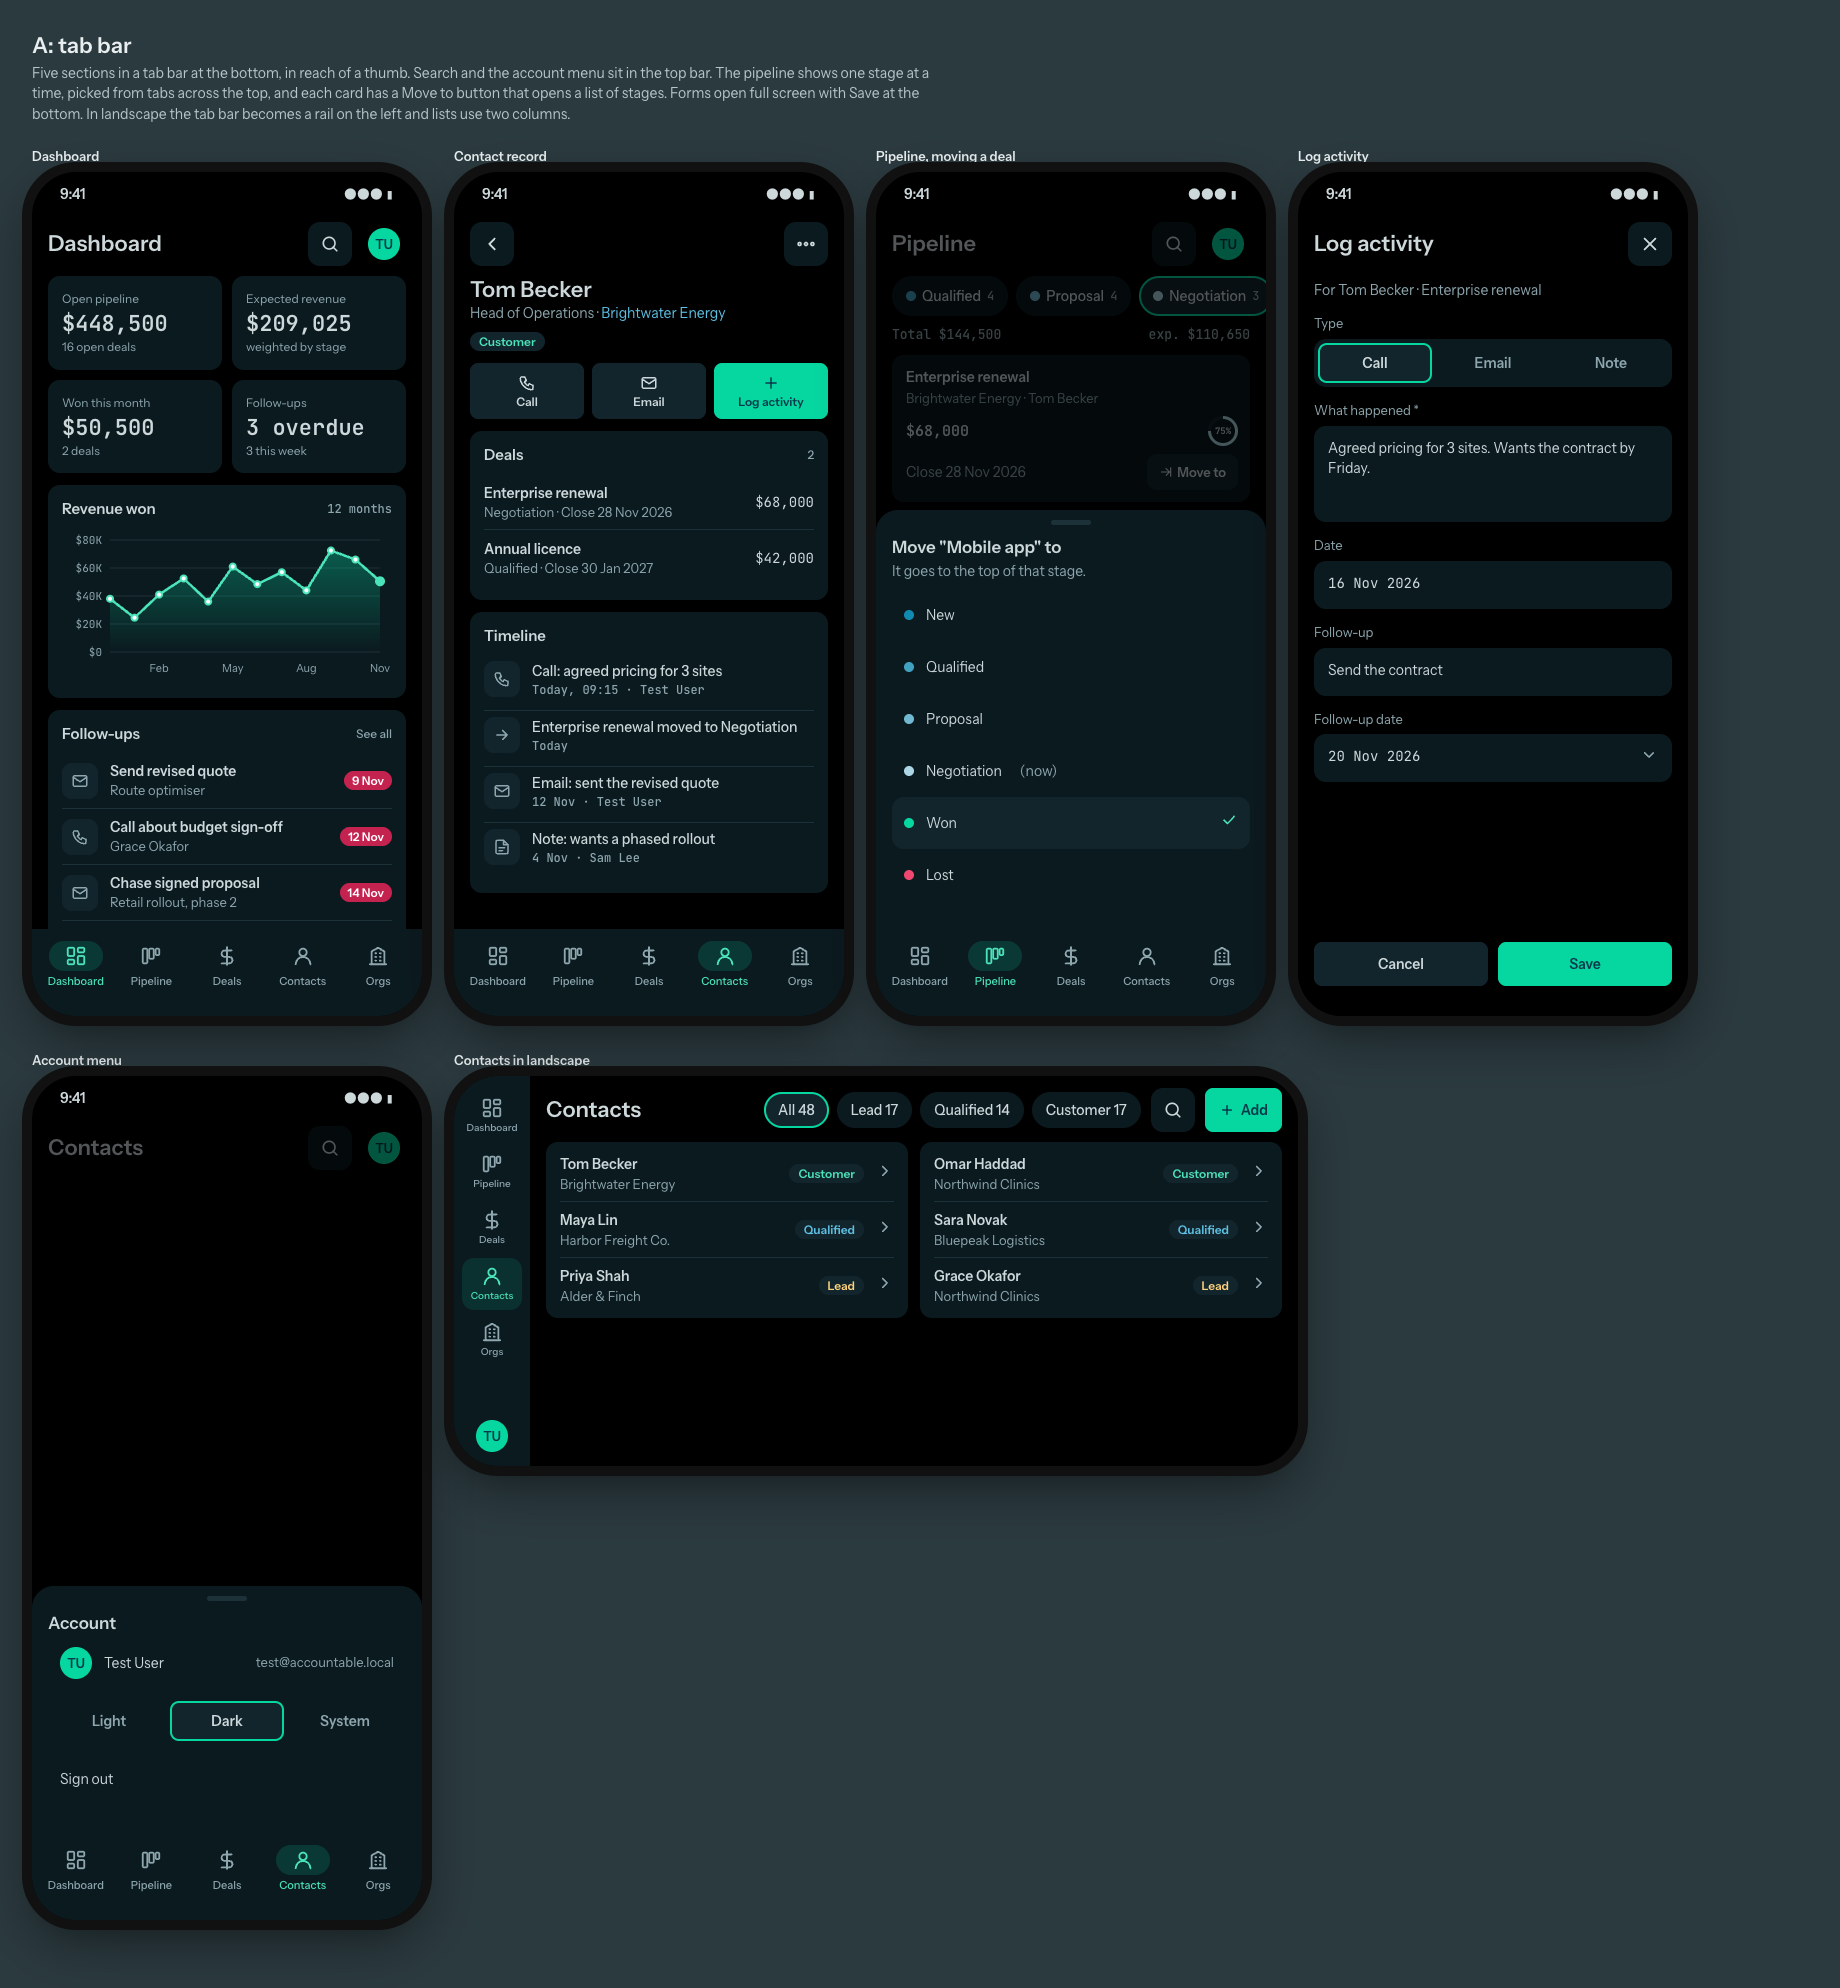 A: tab bar
Five sections in a tab bar at the bottom, in reach of a thumb. Search and the account menu sit in the top bar. The pipeline shows one stage at a
time, picked from tabs across the top, and each card has a Move to button that opens a list of stages. Forms open full screen with Save at the
bottom. In landscape the tab bar becomes a rail on the left and lists use two columns.
Dashboard
9:41
Dashboard
TU
Open pipeline
$448,500
16 open deals
Expected revenue
$209,025
weighted by stage
Won this month
$50,500
2 deals
Follow-ups
3 overdue
3 this week
Revenue won
12 months
$80K
$60K
$40K
$20K
$0
Feb
May
Aug
Nov
Follow-ups
See all
Send revised quote
Route optimiser
9 Nov
Call about budget sign-off
Grace Okafor
12 Nov
Chase signed proposal
Retail rollout, phase 2
14 Nov
Dashboard
Pipeline
Deals
Contacts
Orgs
Contact record
9:41
Tom Becker
Head of Operations · Brightwater Energy
Customer
Call
Email
Log activity
Deals
2
Enterprise renewal
Negotiation · Close 28 Nov 2026
$68,000
Annual licence
Qualified · Close 30 Jan 2027
$42,000
Timeline
Call: agreed pricing for 3 sites
Today, 09:15 · Test User
Enterprise renewal moved to Negotiation
Today
Email: sent the revised quote
12 Nov · Test User
Note: wants a phased rollout
4 Nov · Sam Lee
Dashboard
Pipeline
Deals
Contacts
Orgs
Pipeline, moving a deal
9:41
Pipeline
TU
Qualified 4
Proposal 4
Negotiation 3
Total $144,500
exp. $110,650
Enterprise renewal
Brightwater Energy · Tom Becker
$68,000
75%
Close 28 Nov 2026
Move to
Move "Mobile app" to
It goes to the top of that stage.
New
Qualified
Proposal
Negotiation (now)
Won
Lost
Dashboard
Pipeline
Deals
Contacts
Orgs
Log activity
9:41
Log activity
For Tom Becker · Enterprise renewal
Type
Call
Email
Note
What happened *
Agreed pricing for 3 sites. Wants the contract by
Friday.
Date
16 Nov 2026
Follow-up
Send the contract
Follow-up date
20 Nov 2026
Cancel
Save
Account menu
9:41
Contacts
TU
Account
TU
Test User
test@accountable.local
Light
Dark
System
Sign out
Dashboard
Pipeline
Deals
Contacts
Orgs
Contacts in landscape
Dashboard
Pipeline
Deals
Contacts
Orgs
TU
Contacts
All 48
Lead 17
Qualified 14
Customer 17
Add
Tom Becker
Brightwater Energy
Customer
Maya Lin
Harbor Freight Co.
Qualified
Priya Shah
Alder & Finch
Lead
Omar Haddad
Northwind Clinics
Customer
Sara Novak
Bluepeak Logistics
Qualified
Grace Okafor
Northwind Clinics
Lead